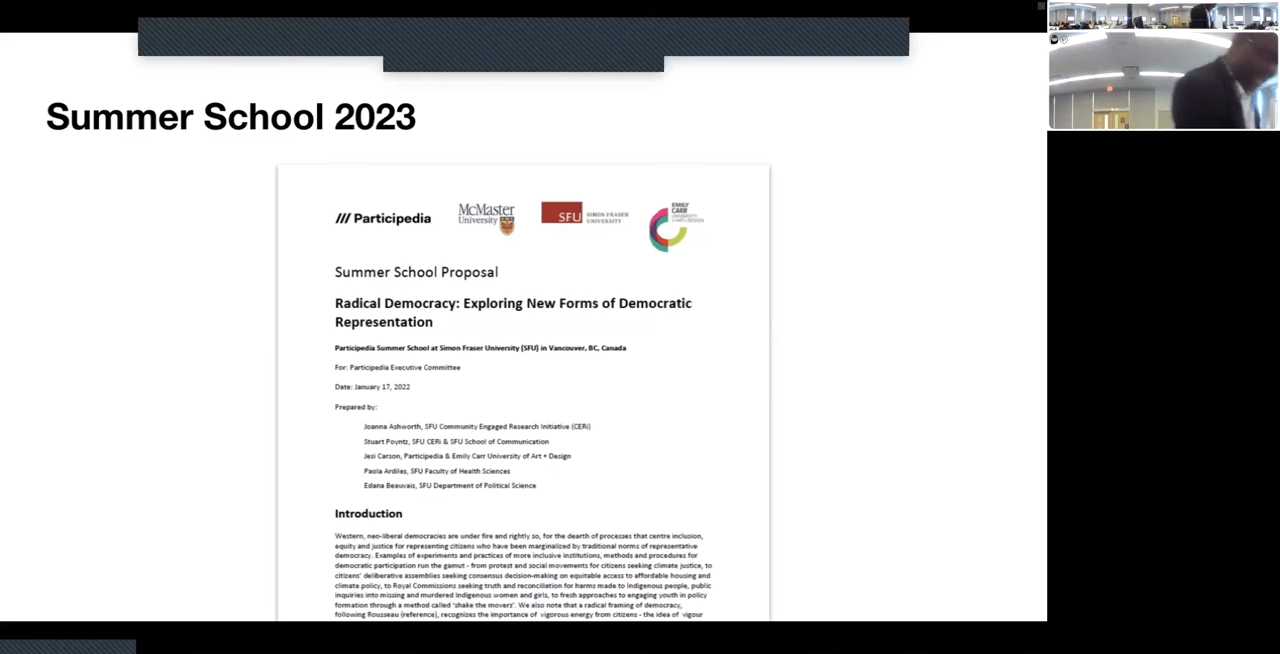 Summer School 2023
/// Participedia
McMaster
University
SFU
SIMON FRASER
UNIVERSITY
EMILY
CARR
UNIVERSITY
+ART+DESIGN
Summer School Proposal
Radical Democracy: Exploring New Forms of Democratic
Representation
Participedia Summer School at Simon Fraser University (SFU) in Vancouver, BC, Canada
For: Participedia Executive Committee
Date: January 17, 2022
Prepared by:
Joanna Ashworth, SFU Community Engaged Research Initiative (CERi)
Stuart Poyntz, SFU CERi & SFU School of Communication
Jesi Carson, Participedia & Emily Carr University of Art + Design
Paola Ardiles, SFU Faculty of Health Sciences
Edana Beauvais, SFU Department of Political Science
Introduction
Western, neo-liberal democracies are under fire and rightly so, for the dearth of processes that centre inclusion,
equity and justice for representing citizens who have been marginalized by traditional norms of representative
democracy. Examples of experiments and practices of more inclusive institutions, methods and procedures for
democratic participation run the gamut - from protest and social movements for citizens seeking climate justice, to
citizens' deliberative assemblies seeking consensus decision-making on equitable access to affordable housing and
climate policy, to Royal Commissions seeking truth and reconciliation for harms made to Indigenous people, public
inquiries into missing and murdered Indigenous women and girls, to fresh approaches to engaging youth in policy
formation through a method called 'shake the movers'. We also note that a radical framing of democracy,
following Rousseau (reference), recognizes the importance of vigorous energy from citizens - the idea of vigour